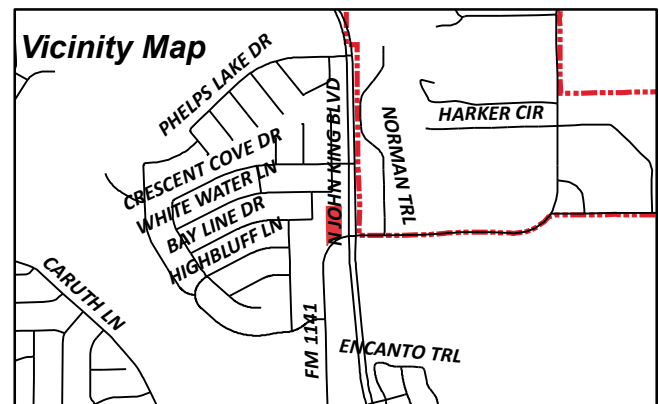 Vicinity Map
PHELPS LAKE DR
N JOHN KING BLVD
NORMAN TRL
HARKER CIR
CRESCENT COVE DR
WHITE WATER LN
BAY LINE DR
HIGHBLUFF LN
CARUTH LN
FM 1141
ENCANTO TRL